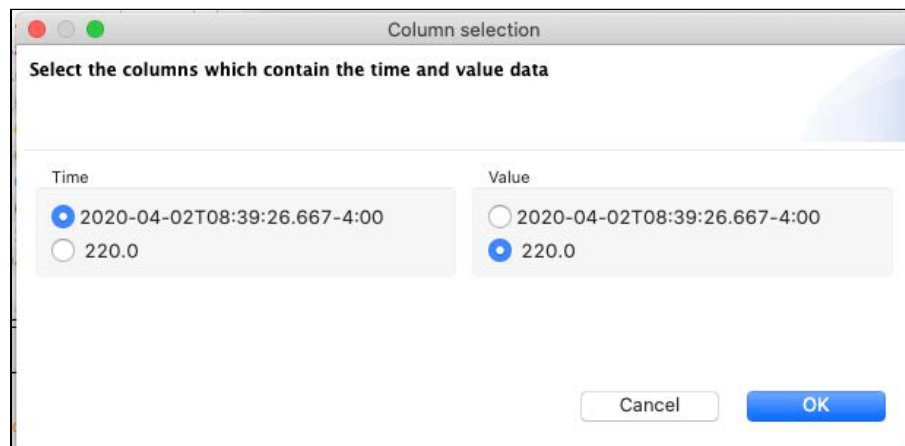 Column selection
Select the columns which contain the time and value data
Time
Value
2020-04-02T08:39:26.667-4:00
2020-04-02T08:39:26.667-4:00
220.0
220.0
Cancel
OK